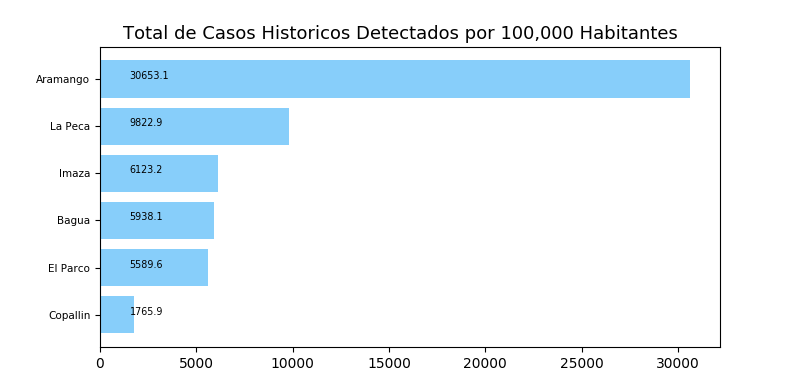 Total de Casos Historicos Detectados por 100,000 Habitantes
Aramango 30653.1
La Peca 9822.9
Imaza 6123.2
Bagua 5938.1
El Parco 5589.6
Copallin 1765.9
0 5000 10000 15000 20000 25000 30000